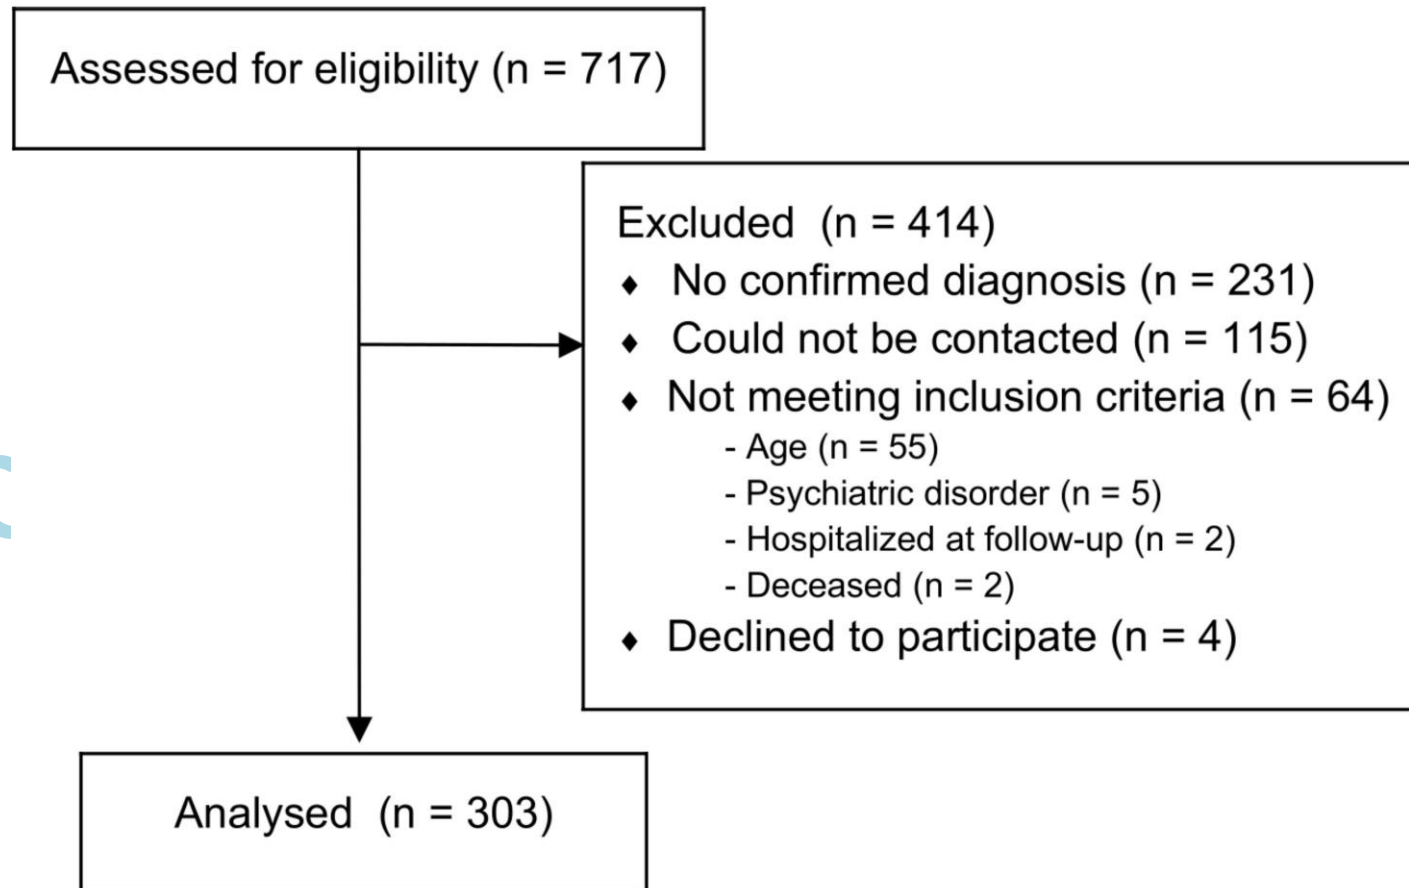 Assessed for eligibility (n = 717)
Excluded (n = 414)
♦ No confirmed diagnosis (n = 231)
♦ Could not be contacted (n = 115)
♦ Not meeting inclusion criteria (n = 64)
- Age (n = 55)
- Psychiatric disorder (n = 5)
- Hospitalized at follow-up (n = 2)
- Deceased (n = 2)
♦ Declined to participate (n = 4)
Analysed (n = 303)